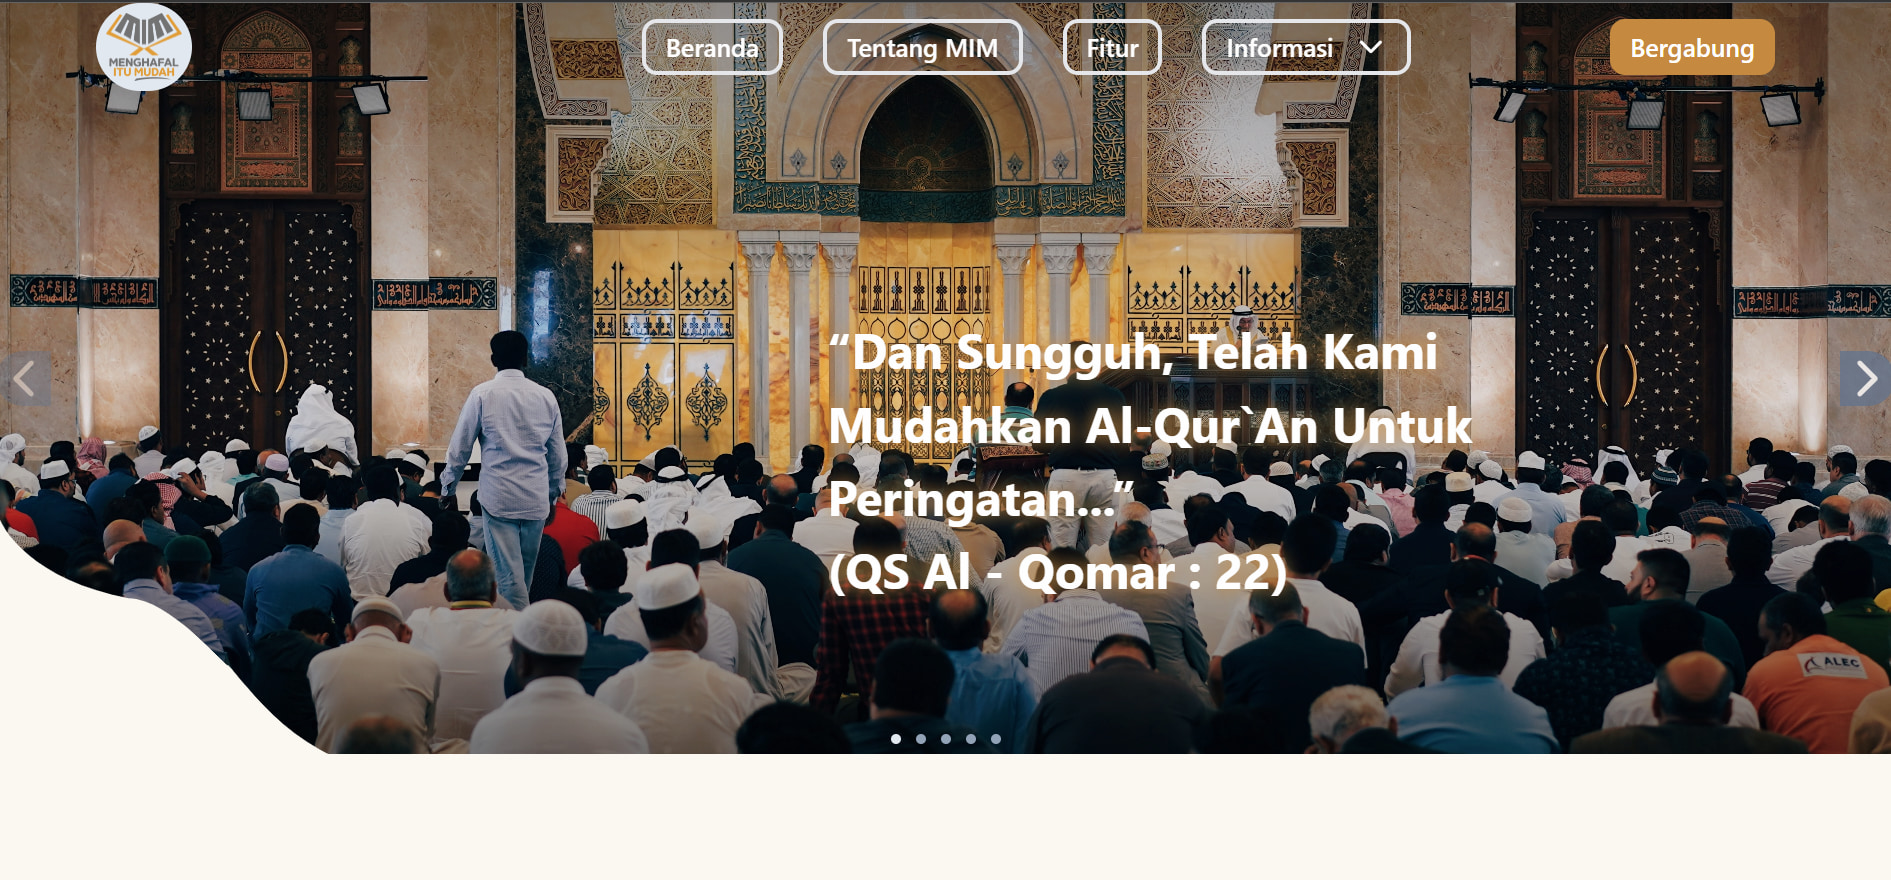 MENGHAFAL
ITU MUDAH
Beranda
Tentang MIM
Fitur
Informasi
Bergabung
“Dan Sungguh, Telah Kami
Mudahkan Al-Qur`An Untuk
Peringatan...”
(QS Al - Qomar : 22)
ALEC